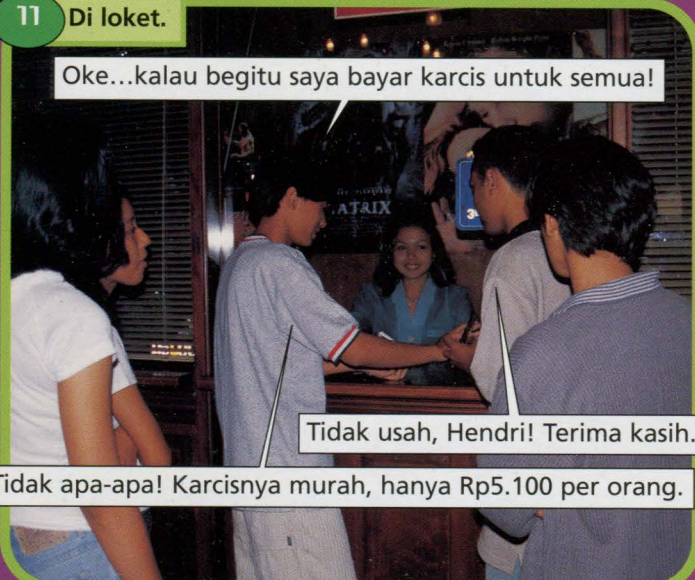 11 Di loket.
Oke...kalau begitu saya bayar karcis untuk semua!
ATRIX
Tidak usah, Hendri! Terima kasih.
Tidak apa-apa! Karcisnya murah, hanya Rp5.100 per orang.